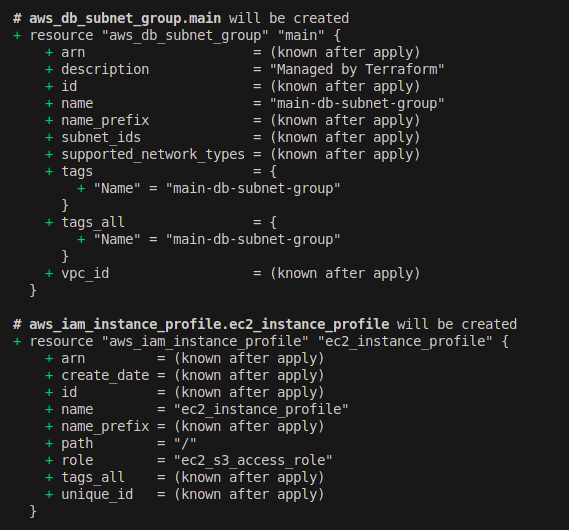 # aws_db_subnet_group.main will be created
+ resource "aws_db_subnet_group" "main" {
    + arn                     = (known after apply)
    + description             = "Managed by Terraform"
    + id                      = (known after apply)
    + name                    = "main-db-subnet-group"
    + name_prefix             = (known after apply)
    + subnet_ids              = (known after apply)
    + supported_network_types = (known after apply)
    + tags                    = {
        + "Name" = "main-db-subnet-group"
      }
    + tags_all                = {
        + "Name" = "main-db-subnet-group"
      }
    + vpc_id                  = (known after apply)
  }

# aws_iam_instance_profile.ec2_instance_profile will be created
+ resource "aws_iam_instance_profile" "ec2_instance_profile" {
    + arn         = (known after apply)
    + create_date = (known after apply)
    + id          = (known after apply)
    + name        = "ec2_instance_profile"
    + name_prefix = (known after apply)
    + path        = "/"
    + role        = "ec2_s3_access_role"
    + tags_all    = (known after apply)
    + unique_id   = (known after apply)
  }